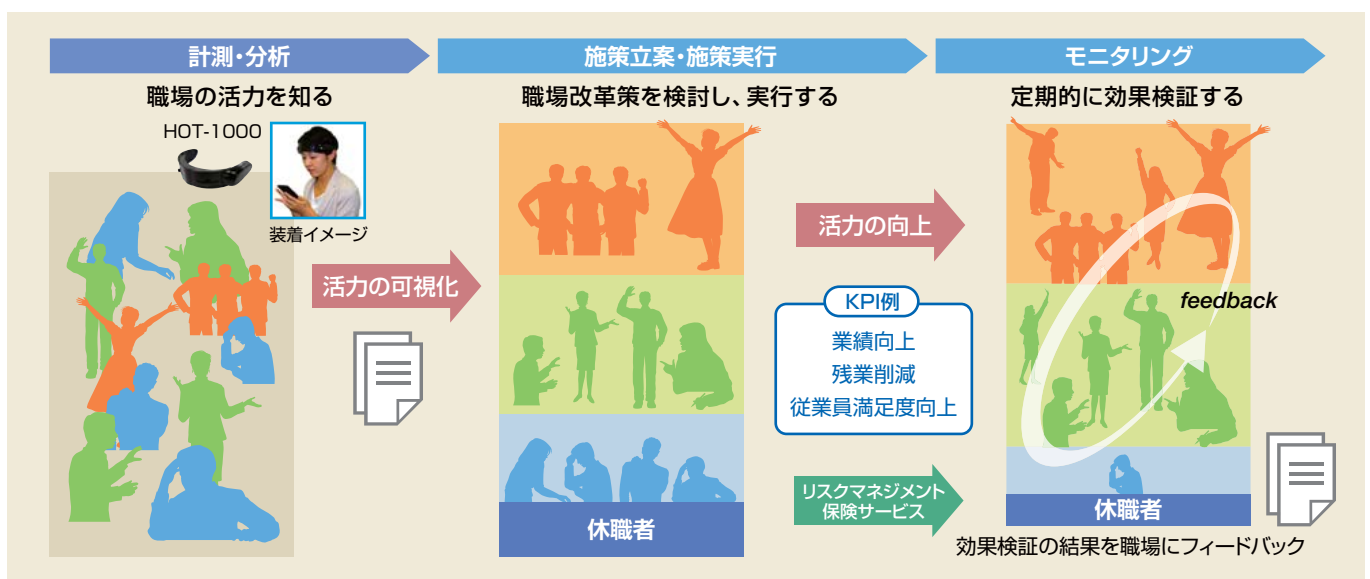 計測・分析
施策立案・施策実行
モニタリング
職場の活力を知る
職場改革策を検討し、実行する
定期的に効果検証する
HOT-1000
装着イメージ
活力の可視化
活力の向上
KPI例
業績向上
残業削減
従業員満足度向上
feedback
リスクマネジメント
保険サービス
休職者
休職者
効果検証の結果を職場にフィードバック